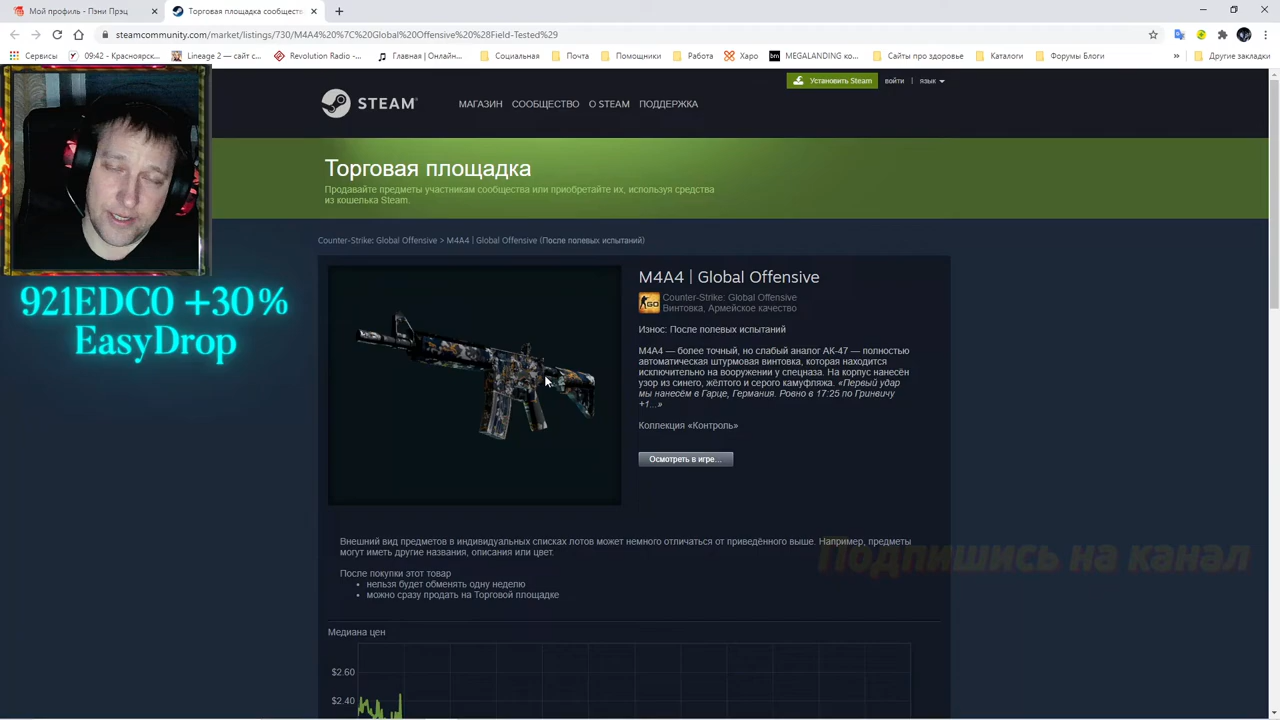 Мой профиль - Пэни Прэц
Торговая площадка сообществ
steamcommunity.com/market/listings/730/M4A4%20%7C%20Global%20Offensive%20%28Field-Tested%29
Сервисы
09:42 - Красноярск...
Lineage 2 — сайт с...
Revolution Radio -...
Главная | Онлайн...
Социальная
Почта
Помощники
Работа
Харо
MEGALANDING ко...
Сайты про здоровье
Каталоги
Форумы Блоги
»
Другие закладки
Установить Steam
войти | язык
STEAM
МАГАЗИН СООБЩЕСТВО О STEAM ПОДДЕРЖКА
Торговая площадка
Продавайте предметы участникам сообщества или приобретайте их, используя средства
из кошелька Steam.
921EDC0 +30%
EasyDrop
Counter-Strike: Global Offensive > M4A4 | Global Offensive (После полевых испытаний)
M4A4 | Global Offensive
Counter-Strike: Global Offensive
Винтовка, Армейское качество
Износ: После полевых испытаний
M4A4 — более точный, но слабый аналог AK-47 — полностью
автоматическая штурмовая винтовка, которая находится
исключительно на вооружении у спецназа. На корпус нанесён
узор из синего, жёлтого и серого камуфляжа. «Первый удар
мы нанесём в Гарце, Германия. Ровно в 17:25 по Гринвичу
+1...»
Коллекция «Контроль»
Осмотреть в игре...
Внешний вид предметов в индивидуальных списках лотов может немного отличаться от приведённого выше. Например, предметы
могут иметь другие названия, описания или цвет.
Подпишись на канал
После покупки этот товар
нельзя будет обменять одну неделю
можно сразу продать на Торговой площадке
Медиана цен
$2.60
$2.40